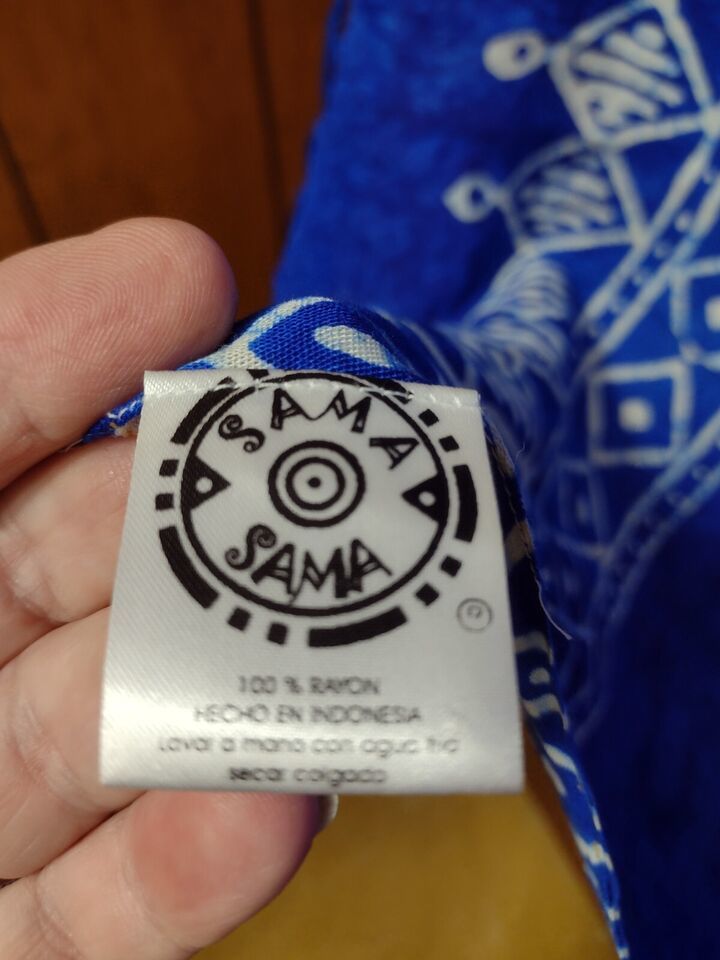 SAMA
SAMA
100 % RAYON
HECHO EN INDONESIA
Lavar a mano con agua fria
secar colgado